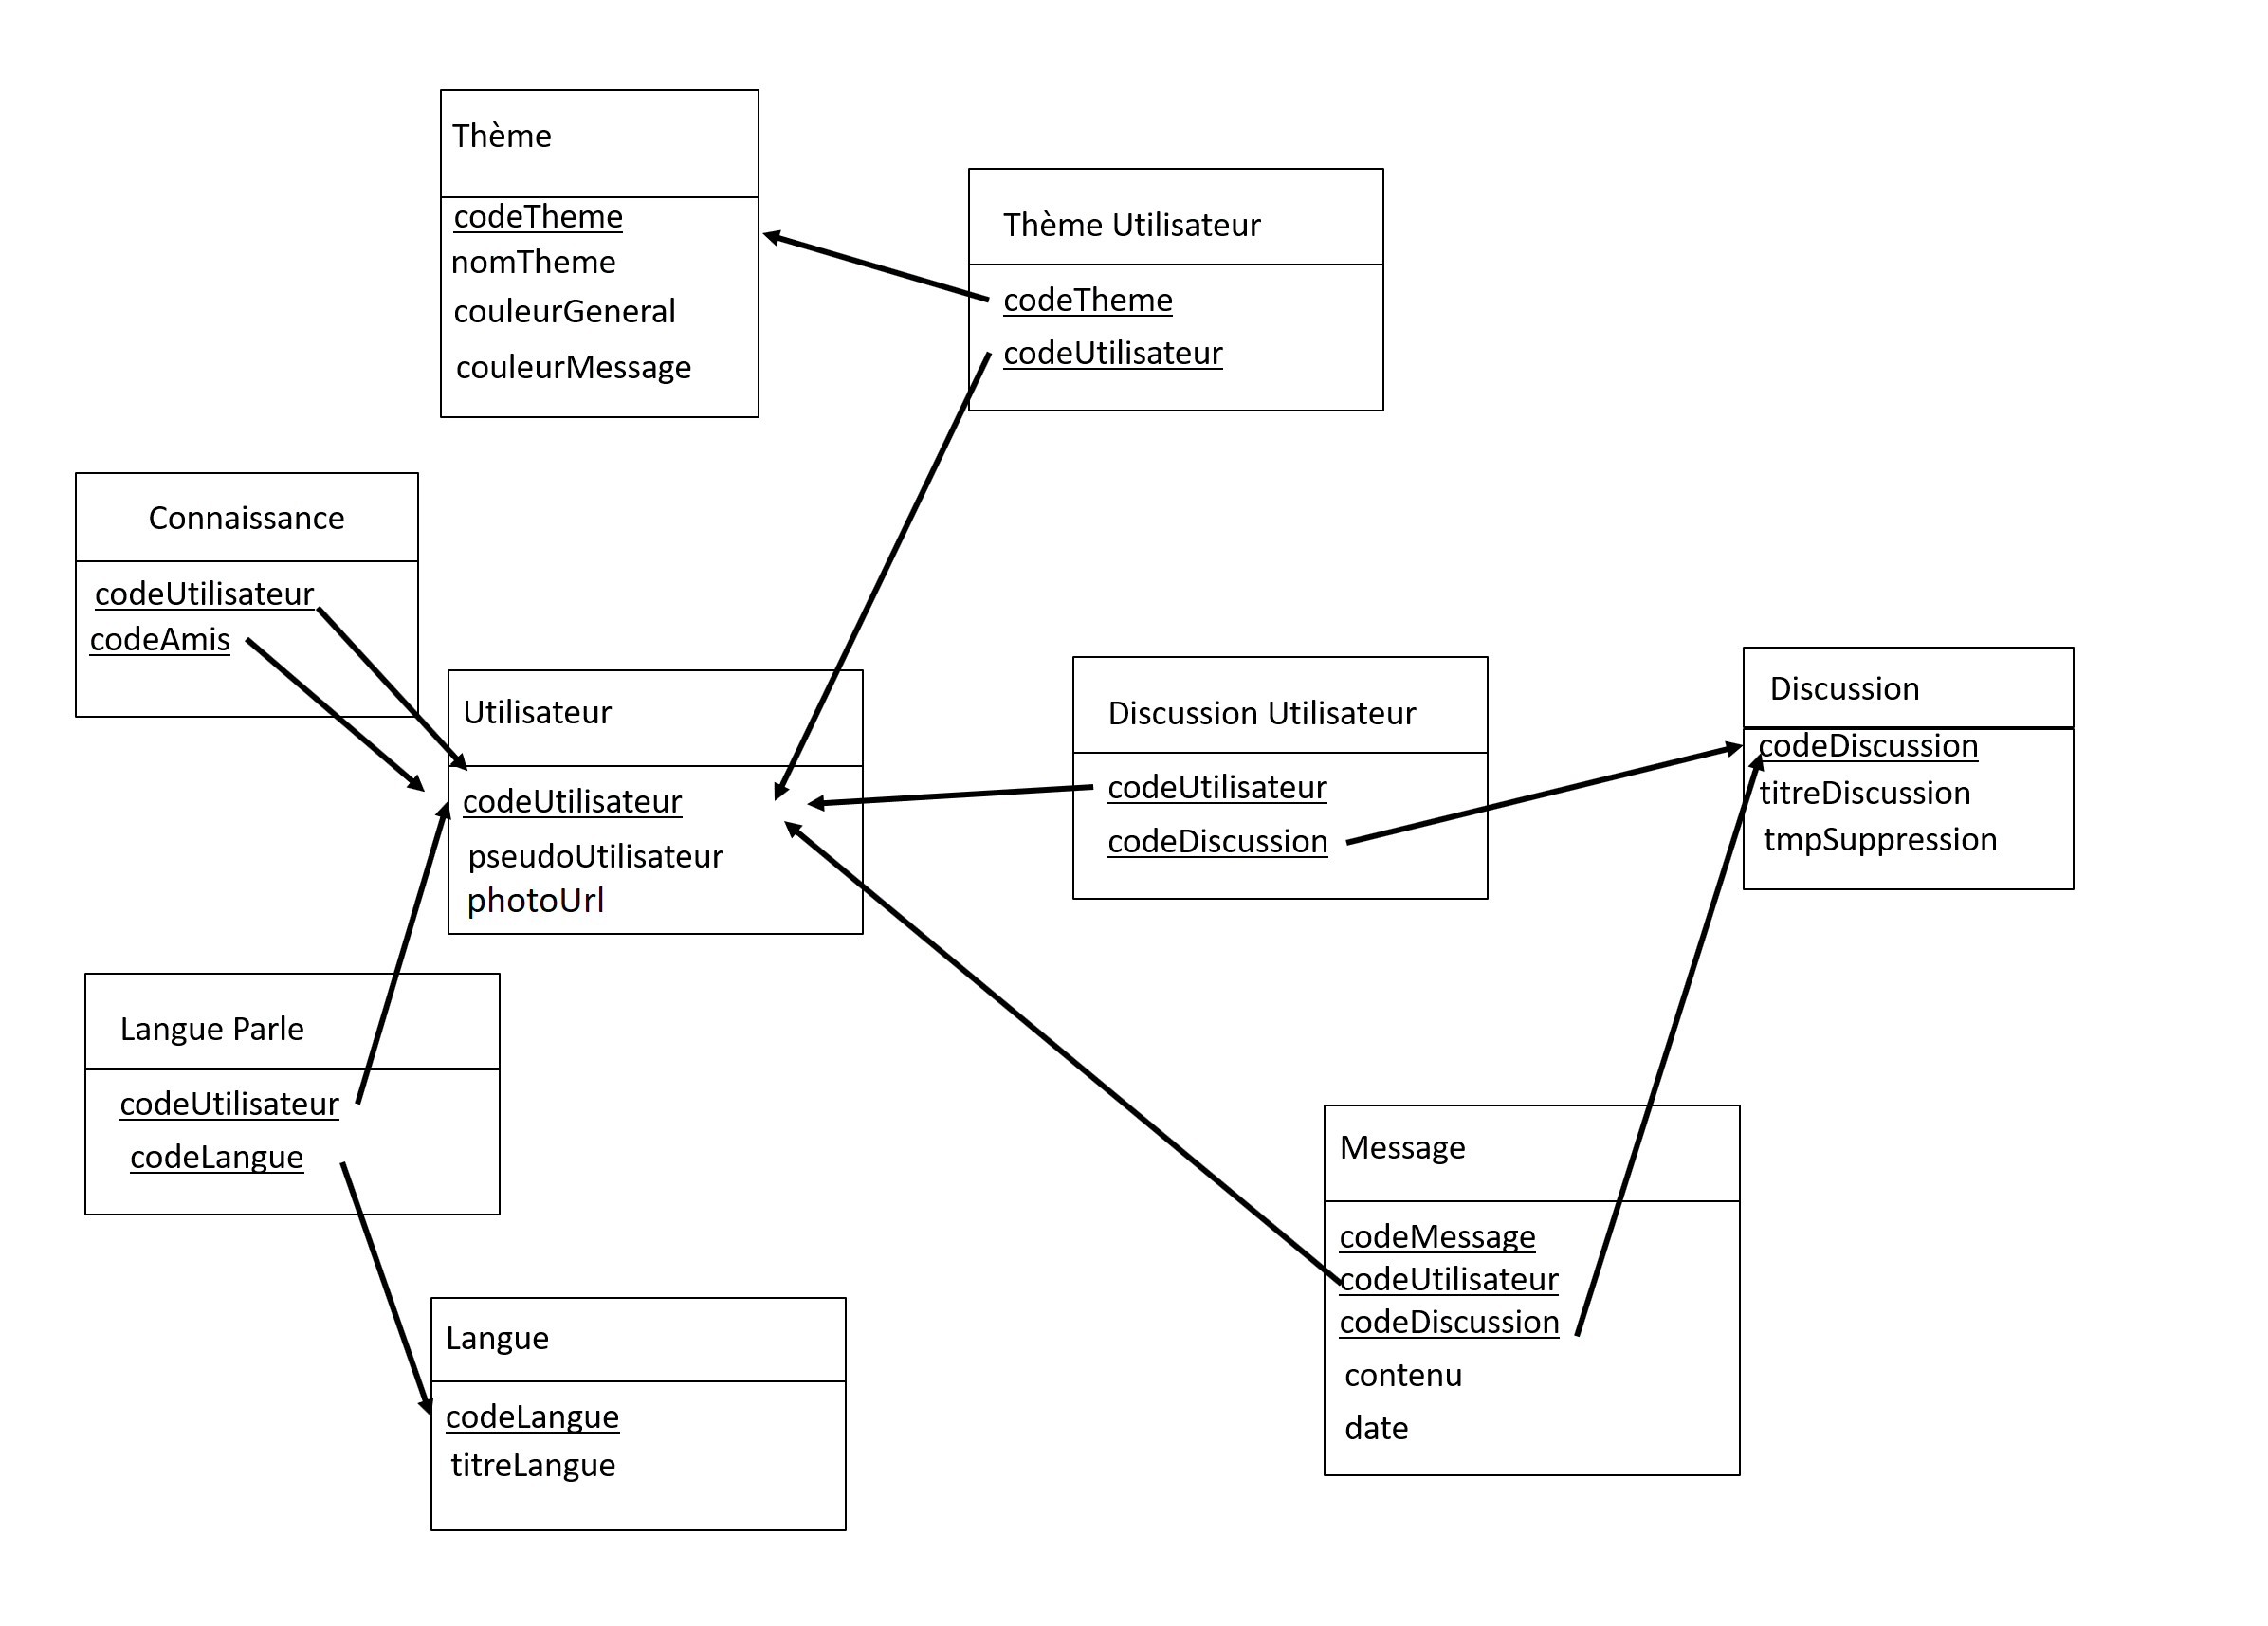 Thème
codeTheme
nomTheme
couleurGeneral
couleurMessage
Thème Utilisateur
codeTheme
codeUtilisateur
Connaissance
codeUtilisateur
codeAmis
Utilisateur
codeUtilisateur
pseudoUtilisateur
photoUrl
Discussion Utilisateur
codeUtilisateur
codeDiscussion
Discussion
codeDiscussion
titreDiscussion
tmpSuppression
Langue Parle
codeUtilisateur
codeLangue
Message
codeMessage
codeUtilisateur
codeDiscussion
contenu
date
Langue
codeLangue
titreLangue